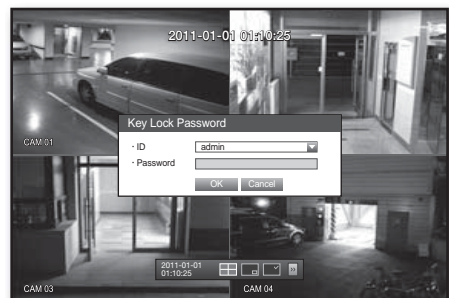 2011-01-01 01:10:25
Key Lock Password
· ID
admin
· Password
OK Cancel
CAM 01
2011-01-01
01:10:25
CAM 03
CAM 04